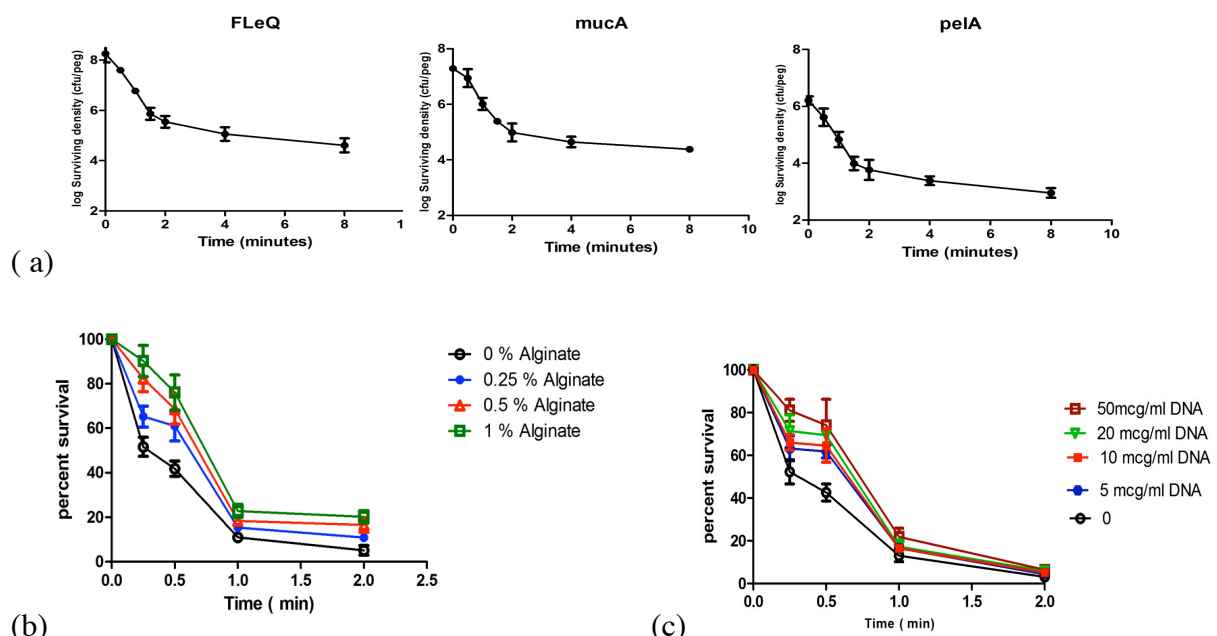 FLeQ
log Surviving density (cfu/peg)
8
6
4
2
0 2 4 6 8 1
Time (minutes)
mucA
log Surviving density (cfu/peg)
8
6
4
2
0 2 4 6 8 10
Time (minutes)
pelA
log Surviving density (cfu/peg)
8
6
4
2
0 2 4 6 8 10
Time (minutes)
( a)
percent survival
100
80
60
40
20
0
0.0 0.5 1.0 1.5 2.0 2.5
Time ( min)
0 % Alginate
0.25 % Alginate
0.5 % Alginate
1 % Alginate
(b)
percent survival
100
80
60
40
20
0
0.0 0.5 1.0 1.5 2.0
Time ( min)
50mcg/ml DNA
20 mcg/ml DNA
10 mcg/ml DNA
5 mcg/ml DNA
0
(c)